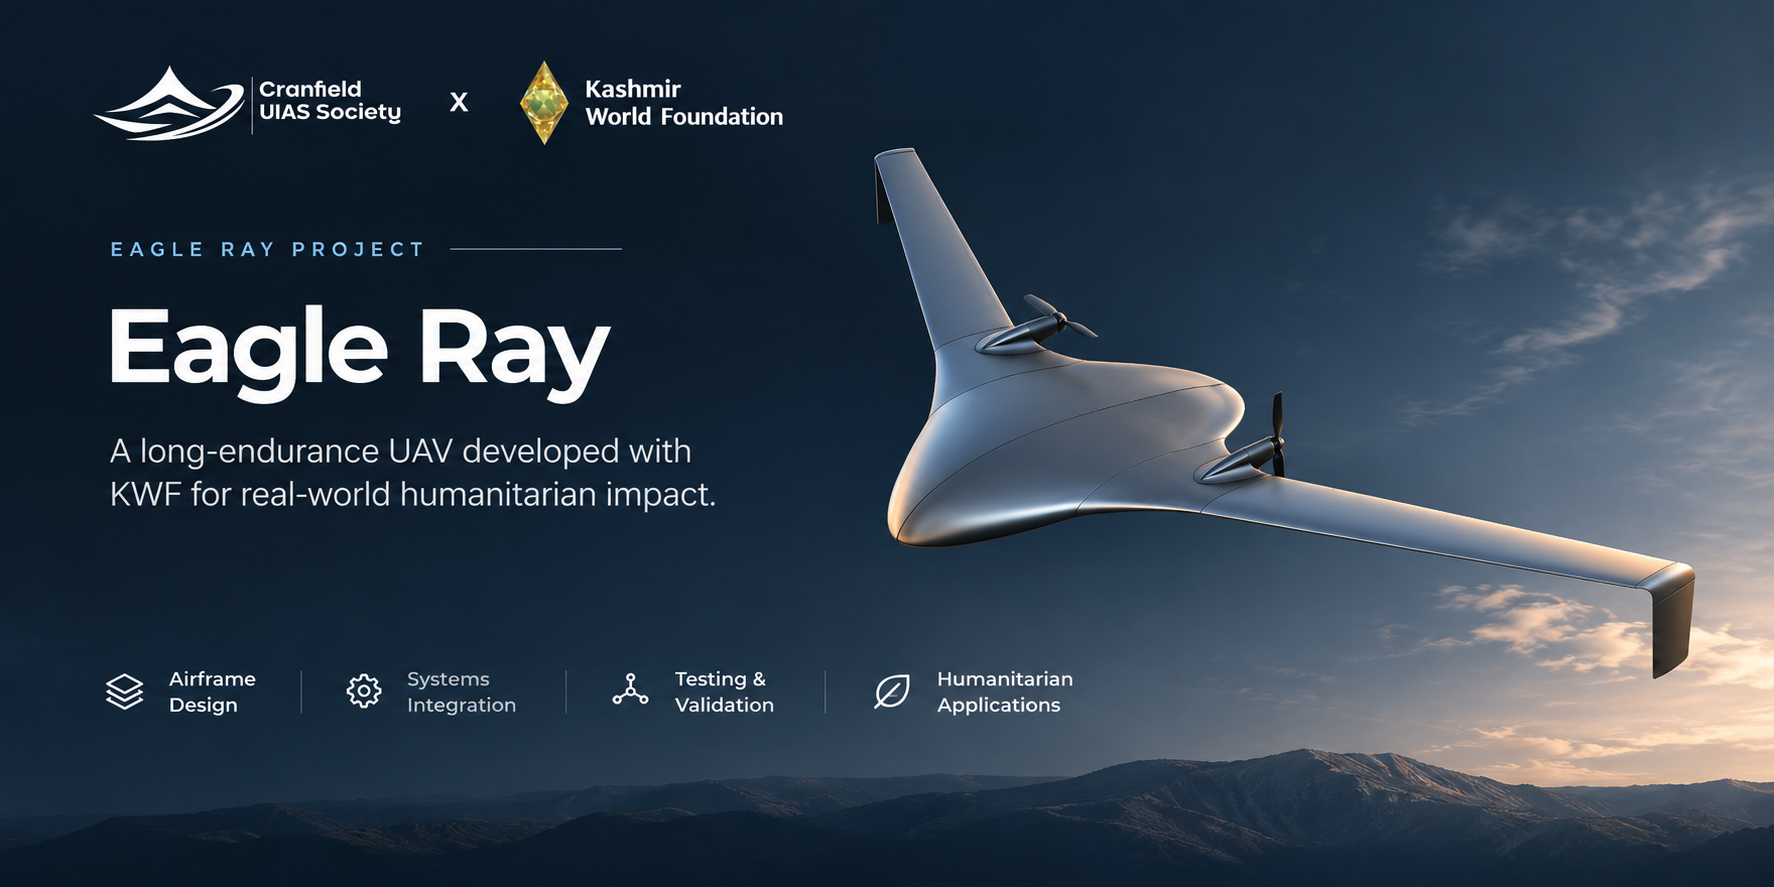 Cranfield
UIAS Society
X
Kashmir
World Foundation
EAGLE RAY PROJECT
Eagle Ray
A long-endurance UAV developed with
KWF for real-world humanitarian impact.
Airframe
Design
Systems
Integration
Testing &
Validation
Humanitarian
Applications